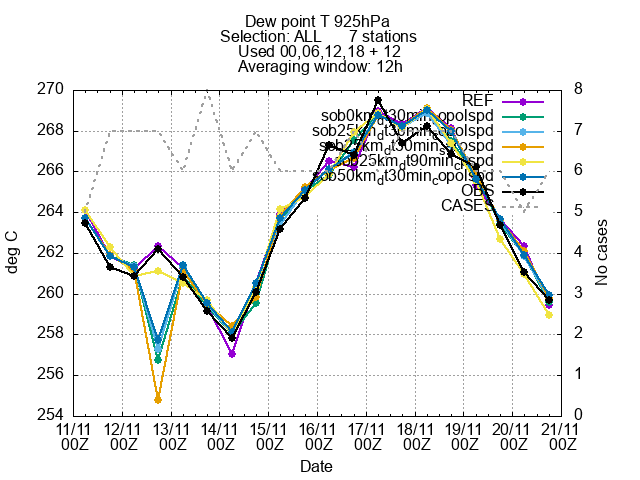 Dew point T 925hPa
Selection: ALL 7 stations
Used 00,06,12,18 + 12
Averaging window: 12h
270
268
266
264
262
260
258
256
254
8
7
6
5
4
3
2
1
0
deg C
No cases
REF
OBS
CASES
11/11 12/11 13/11 14/11 15/11 16/11 17/11 18/11 19/11 20/11 21/11
00Z 00Z 00Z 00Z 00Z 00Z 00Z 00Z 00Z 00Z 00Z
Date